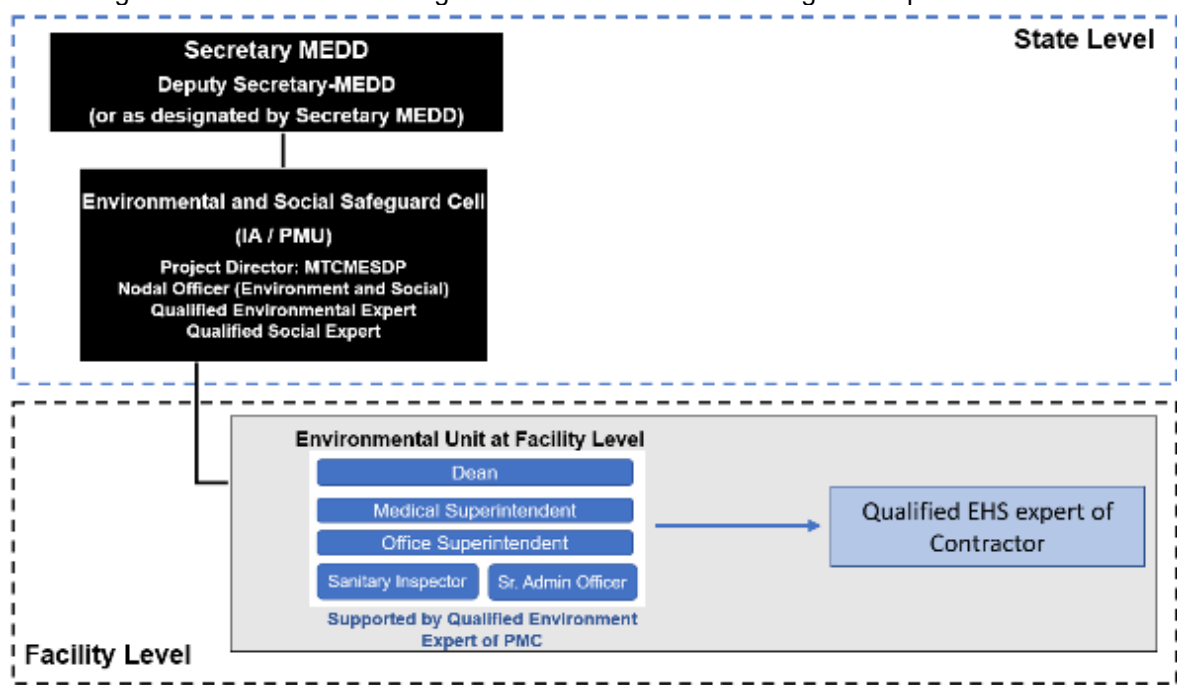 State Level
Secretary MEDD
Deputy Secretary-MEDD
(or as designated by Secretary MEDD)
Environmental and Social Safeguard Cell
(IA / PMU)
Project Director: MTCMESDP
Nodal Officer (Environment and Social)
Qualified Environmental Expert
Qualified Social Expert
Environmental Unit at Facility Level
Dean
Medical Superintendent
Office Superintendent
Sanitary Inspector
Sr. Admin Officer
Supported by Qualified Environment
Expert of PMC
Qualified EHS expert of
Contractor
Facility Level